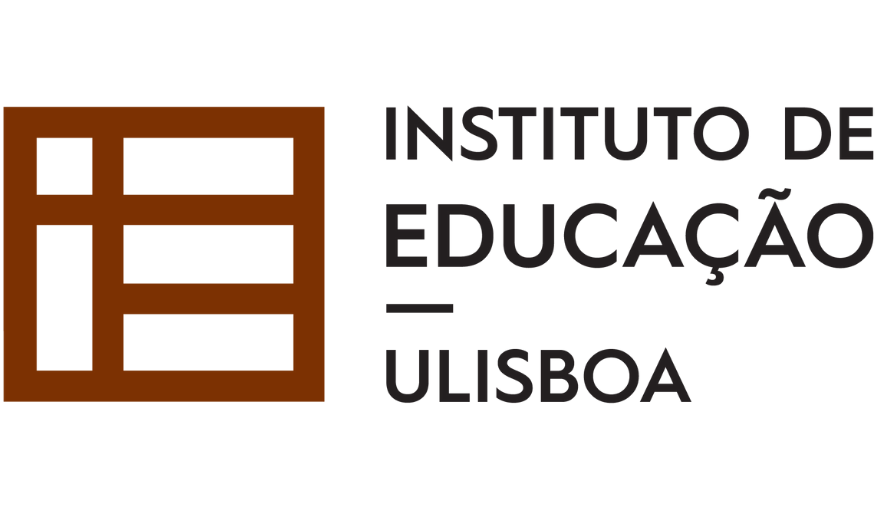 INSTITUTO DE
EDUCAÇÃO
—
ULISBOA